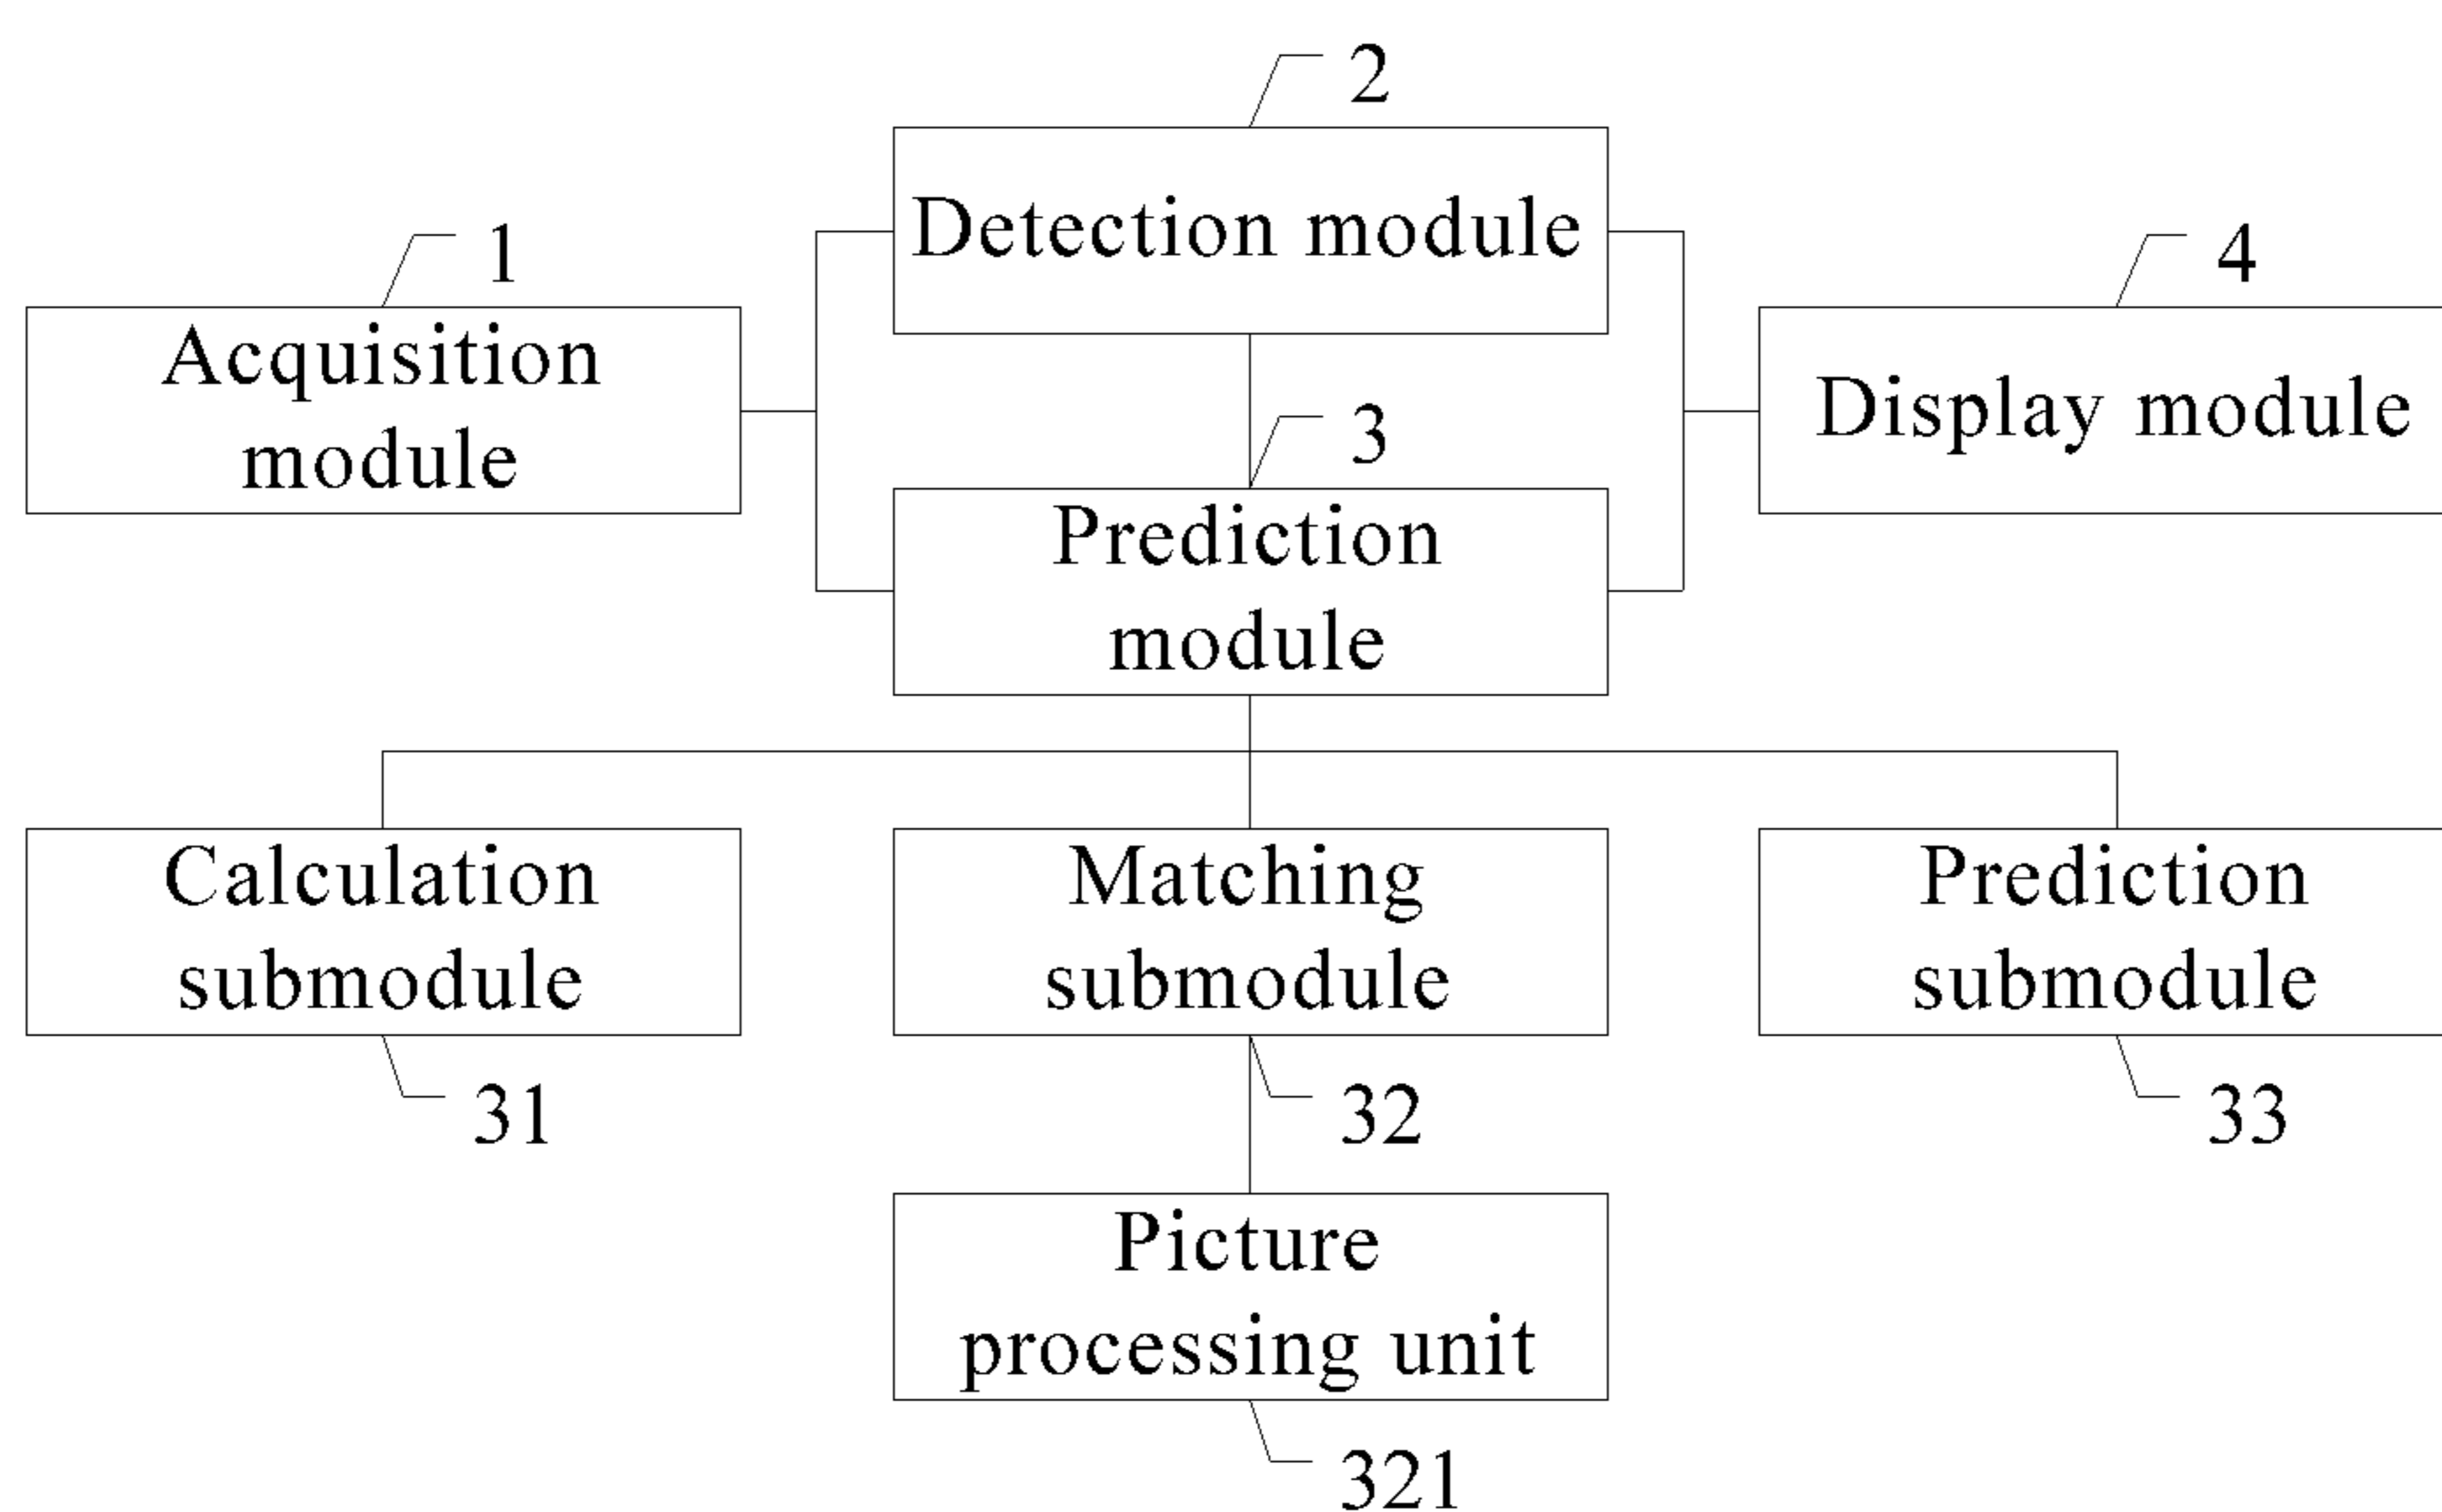 2
Detection module
1
Acquisition
module
4
Display module
3
Prediction
module
Calculation
submodule
31
Matching
submodule
32
Prediction
submodule
33
Picture
processing unit
321